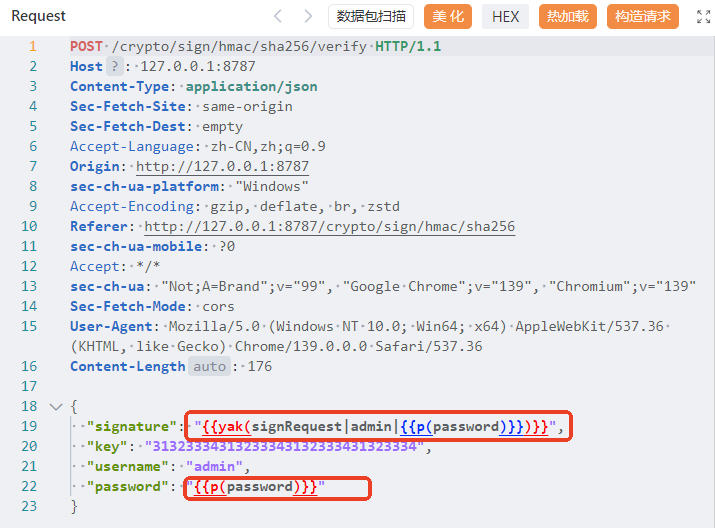 Request 数据包扫描 美化 HEX 热加载 构造请求
1 POST /crypto/sign/hmac/sha256/verify HTTP/1.1
2 Host ? : 127.0.0.1:8787
3 Content-Type: application/json
4 Sec-Fetch-Site: same-origin
5 Sec-Fetch-Dest: empty
6 Accept-Language: zh-CN,zh;q=0.9
7 Origin: http://127.0.0.1:8787
8 sec-ch-ua-platform: "Windows"
9 Accept-Encoding: gzip, deflate, br, zstd
10 Referer: http://127.0.0.1:8787/crypto/sign/hmac/sha256
11 sec-ch-ua-mobile: ?0
12 Accept: */*
13 sec-ch-ua: "Not;A=Brand";v="99", "Google Chrome";v="139", "Chromium";v="139"
14 Sec-Fetch-Mode: cors
15 User-Agent: Mozilla/5.0 (Windows NT 10.0; Win64; x64) AppleWebKit/537.36
(KHTML, like Gecko) Chrome/139.0.0.0 Safari/537.36
16 Content-Length auto : 176
17
18 {
19 "signature": "{{yak(signRequest|admin|{{p(password)}})}}",
20 "key": "31323334313233343132333431323334",
21 "username": "admin",
22 "password": "{{p(password)}}"
23 }